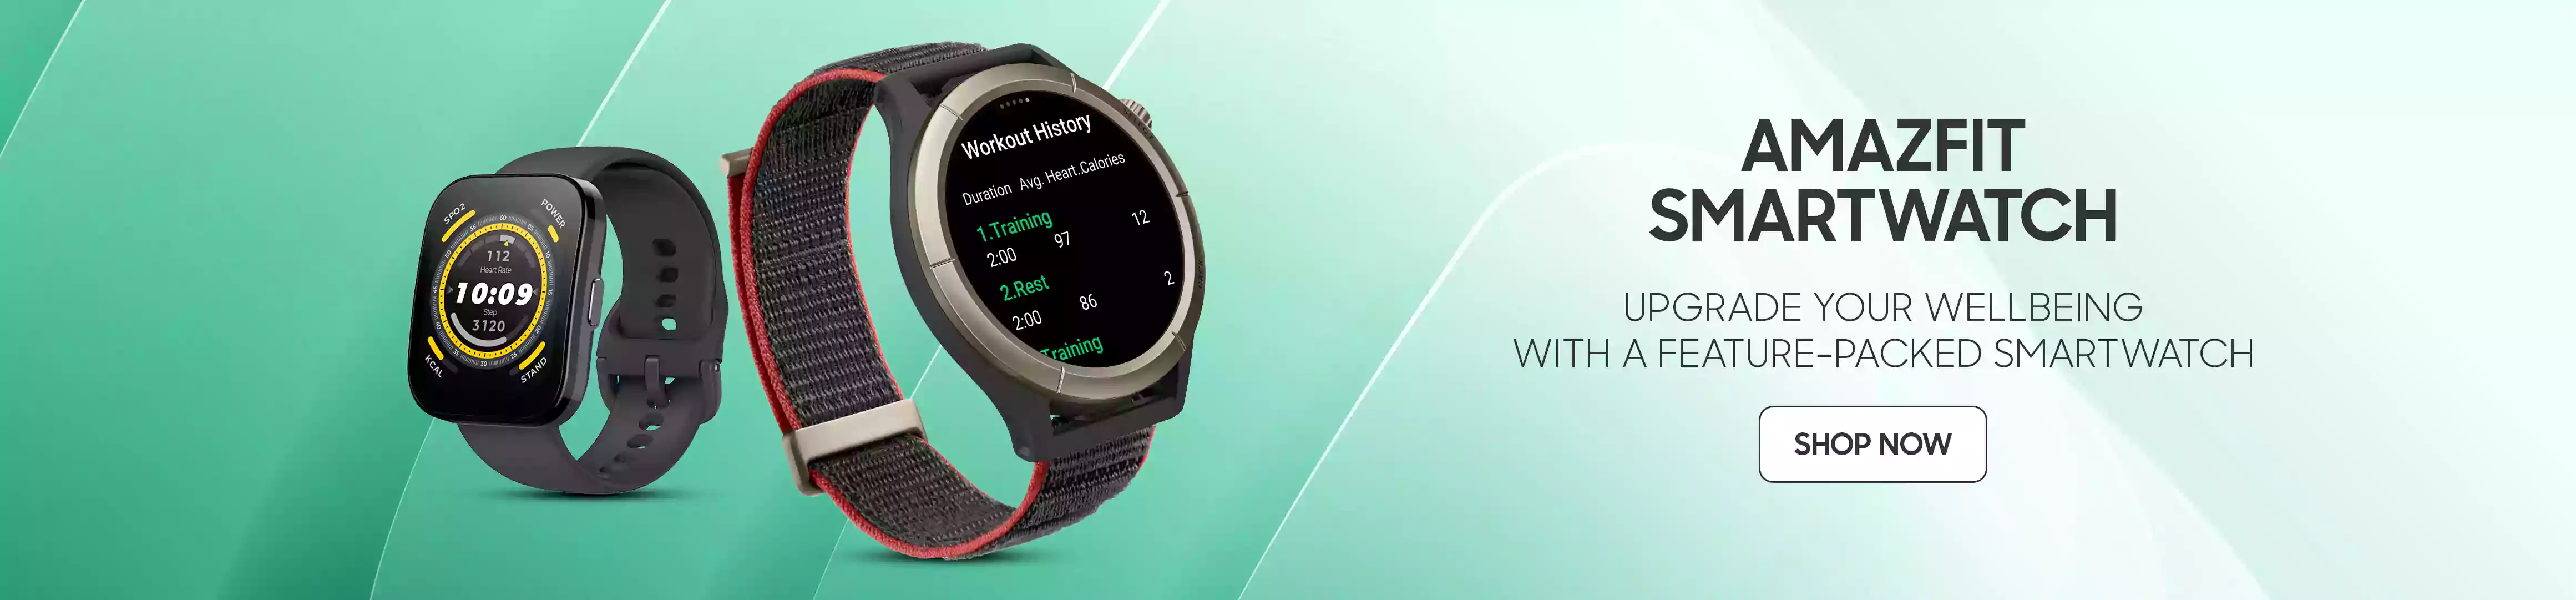 SPO2
POWER
112
Heart Rate
10:09
Step
3120
KCAL
STAND
Workout History
Duration Avg. Heart..Calories
1.Training
2:00 97 12
2.Rest
2:00 86 2
Training
AMAZFIT
SMARTWATCH
UPGRADE YOUR WELLBEING
WITH A FEATURE-PACKED SMARTWATCH
SHOP NOW